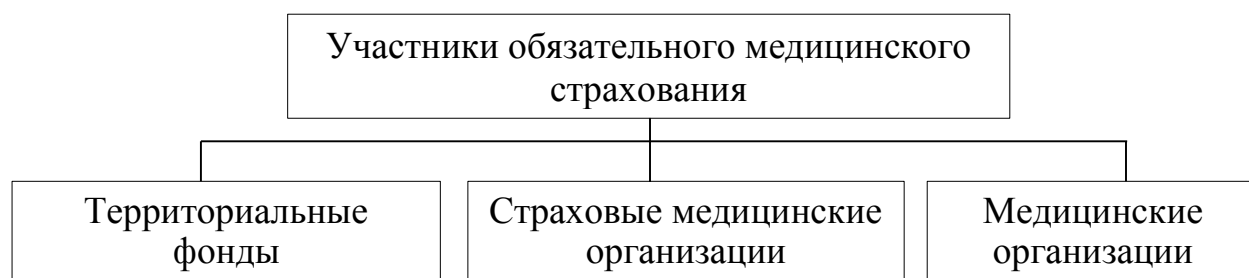 Участники обязательного медицинского
страхования
Территориальные
фонды
Страховые медицинские
организации
Медицинские
организации